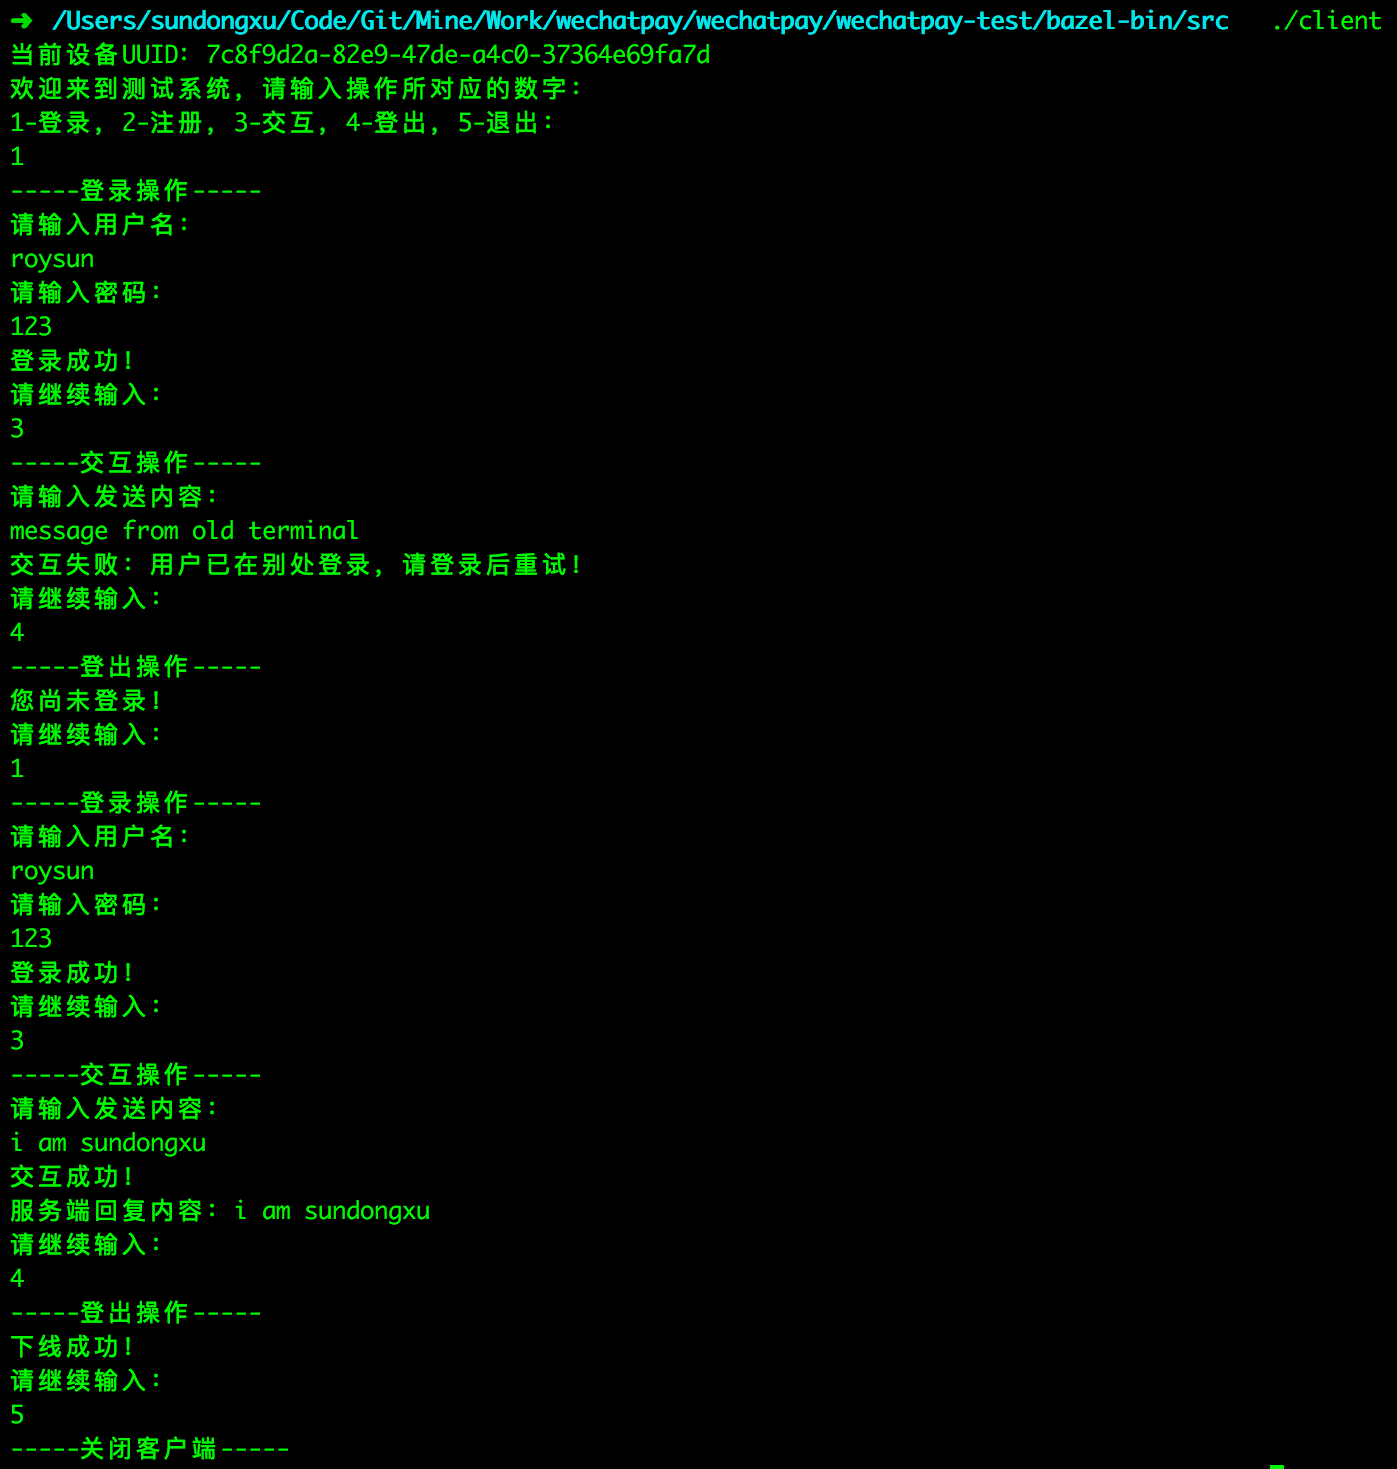 ➜ /Users/sundongxu/Code/Git/Mine/Work/wechatpay/wechatpay/wechatpay-test/bazel-bin/src ./client
当前设备UUID：7c8f9d2a-82e9-47de-a4c0-37364e69fa7d
欢迎来到测试系统，请输入操作所对应的数字：
1-登录，2-注册，3-交互，4-登出，5-退出：
1
-----登录操作-----
请输入用户名：
roysun
请输入密码：
123
登录成功！
请继续输入：
3
-----交互操作-----
请输入发送内容：
message from old terminal
交互失败：用户已在别处登录，请登录后重试！
请继续输入：
4
-----登出操作-----
您尚未登录！
请继续输入：
1
-----登录操作-----
请输入用户名：
roysun
请输入密码：
123
登录成功！
请继续输入：
3
-----交互操作-----
请输入发送内容：
i am sundongxu
交互成功！
服务端回复内容：i am sundongxu
请继续输入：
4
-----登出操作-----
下线成功！
请继续输入：
5
-----关闭客户端-----